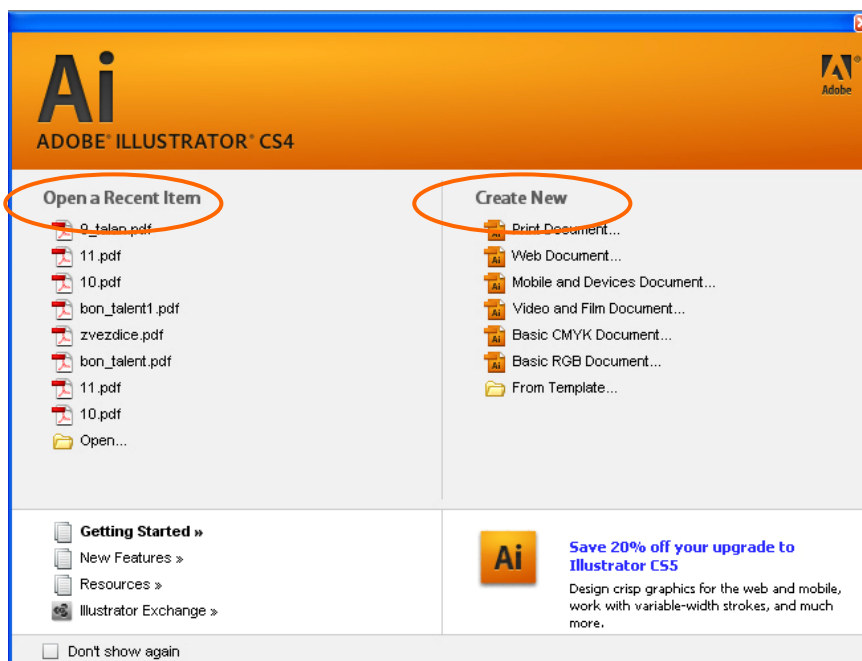 Ai
ADOBE® ILLUSTRATOR® CS4
Adobe
Open a Recent Item
9_talan.pdf
11.pdf
10.pdf
bon_talent1.pdf
zvezdice.pdf
bon_talent.pdf
11.pdf
10.pdf
Open...
Create New
Print Document...
Web Document...
Mobile and Devices Document...
Video and Film Document...
Basic CMYK Document...
Basic RGB Document...
From Template...
Getting Started »
New Features »
Resources »
Illustrator Exchange »
Ai
Save 20% off your upgrade to
Illustrator CS5
Design crisp graphics for the web and mobile,
work with variable-width strokes, and much
more.
Don't show again